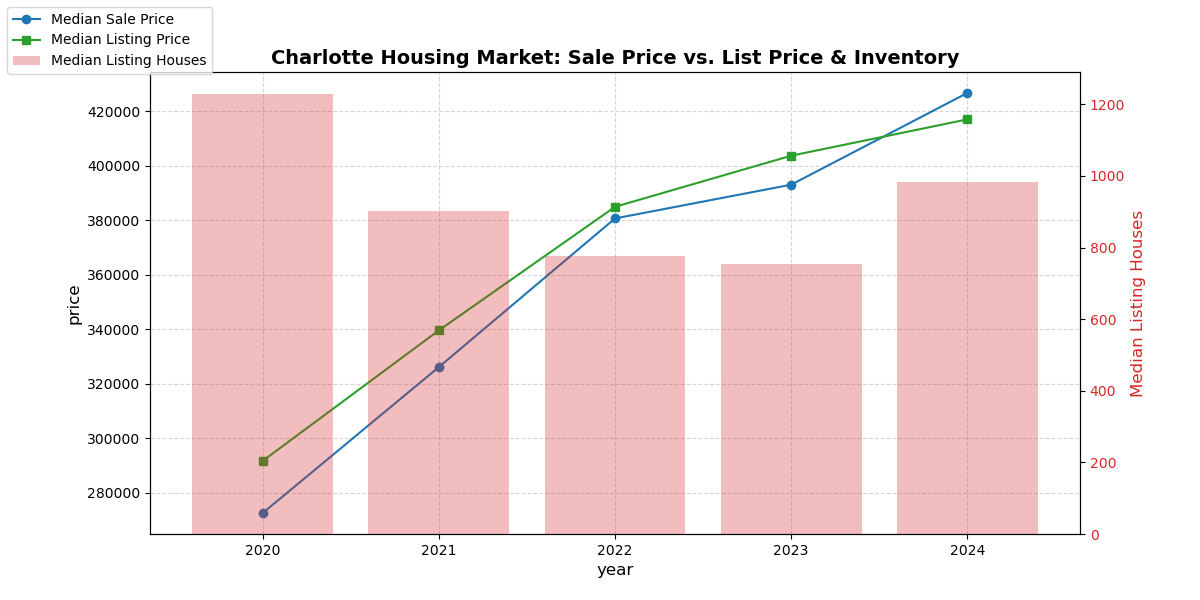 Median Sale Price
Median Listing Price
Median Listing Houses
Charlotte Housing Market: Sale Price vs. List Price & Inventory
price
420000
400000
380000
360000
340000
320000
300000
280000
1200
1000
800
600
400
200
0
Median Listing Houses
2020 2021 2022 2023 2024
year